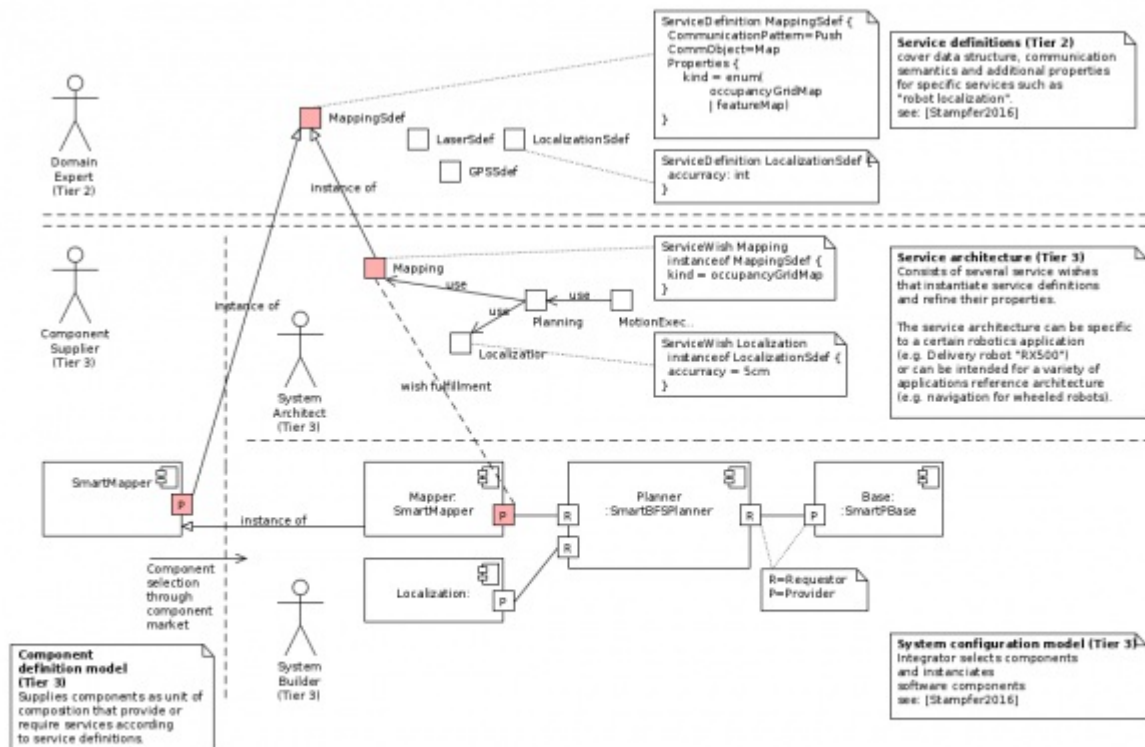 ServiceDefinition MappingSdef {
CommunicationPattern=Push
CommObject=Map
Properties {
kind = enum(
occupancyGridMap
| featureMap)
}
Service definitions (Tier 2)
cover data structure, communication
semantics and additional properties
for specific services such as
"robot localization".
see: [Stampfer2016]
MappingSdef
LaserSdef
LocalizationSdef
GPSSdef
Domain
Expert
(Tier 2)
instance of
ServiceDefinition LocalizationSdef {
accurracy: int
}
Mapping
ServiceWish Mapping
instanceof MappingSdef {
kind = occupancyGridMap
}
Service architecture (Tier 3)
Consists of several service wishes
that instantiate service definitions
and refine their properties.
The service architecture can be specific
to a certain robotics application
(e.g. Delivery robot "RX500")
or can be intended for a variety of
applications reference architecture
(e.g. navigation for wheeled robots).
use
use
use
Planning
MotionExec..
instance of
Component
Supplier
(Tier 3)
Localization
ServiceWish Localization
instanceof LocalizationSdef {
accurracy = 5cm
}
wish fulfillment
System
Architect
(Tier 3)
SmartMapper
P
Mapper:
SmartMapper
P
R
Planner
:SmartBFSPlanner
R
P
Base:
:SmartPBase
instance of
R
Component
selection
through
component
market
Localization:
P
R=Requestor
P=Provider
System
Builder
(Tier 3)
Component
definition model
(Tier 3)
Supplies components as unit of
composition that provide or
require services according
to service definitions.
System configuration model (Tier 3)
Integrator selects components
and instanciates
software components
see: [Stampfer2016]